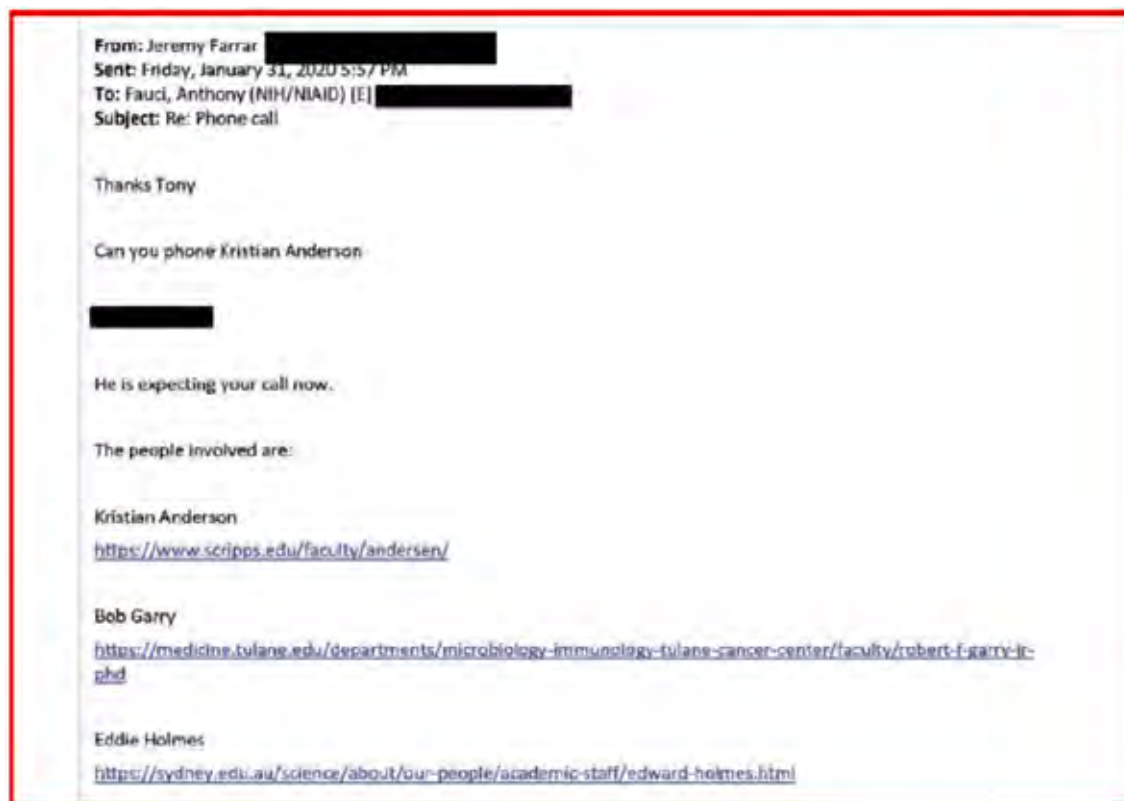 From: Jeremy Farrar
Sent: Friday, January 31, 2020 5:57 PM
To: Fauci, Anthony (NIH/NIAID) [E]
Subject: Re: Phone call
Thanks Tony
Can you phone Kristian Anderson
He is expecting your call now.
The people involved are:
Kristian Anderson
https://www.scripps.edu/faculty/andersen/
Bob Garry
https://medicine.tulane.edu/departments/microbiology-immunology-tulane-cancer-center/faculty/robert-f-garry-jr-
phd
Eddie Holmes
https://sydney.edu.au/science/about/our-people/academic-staff/edward-holmes.html